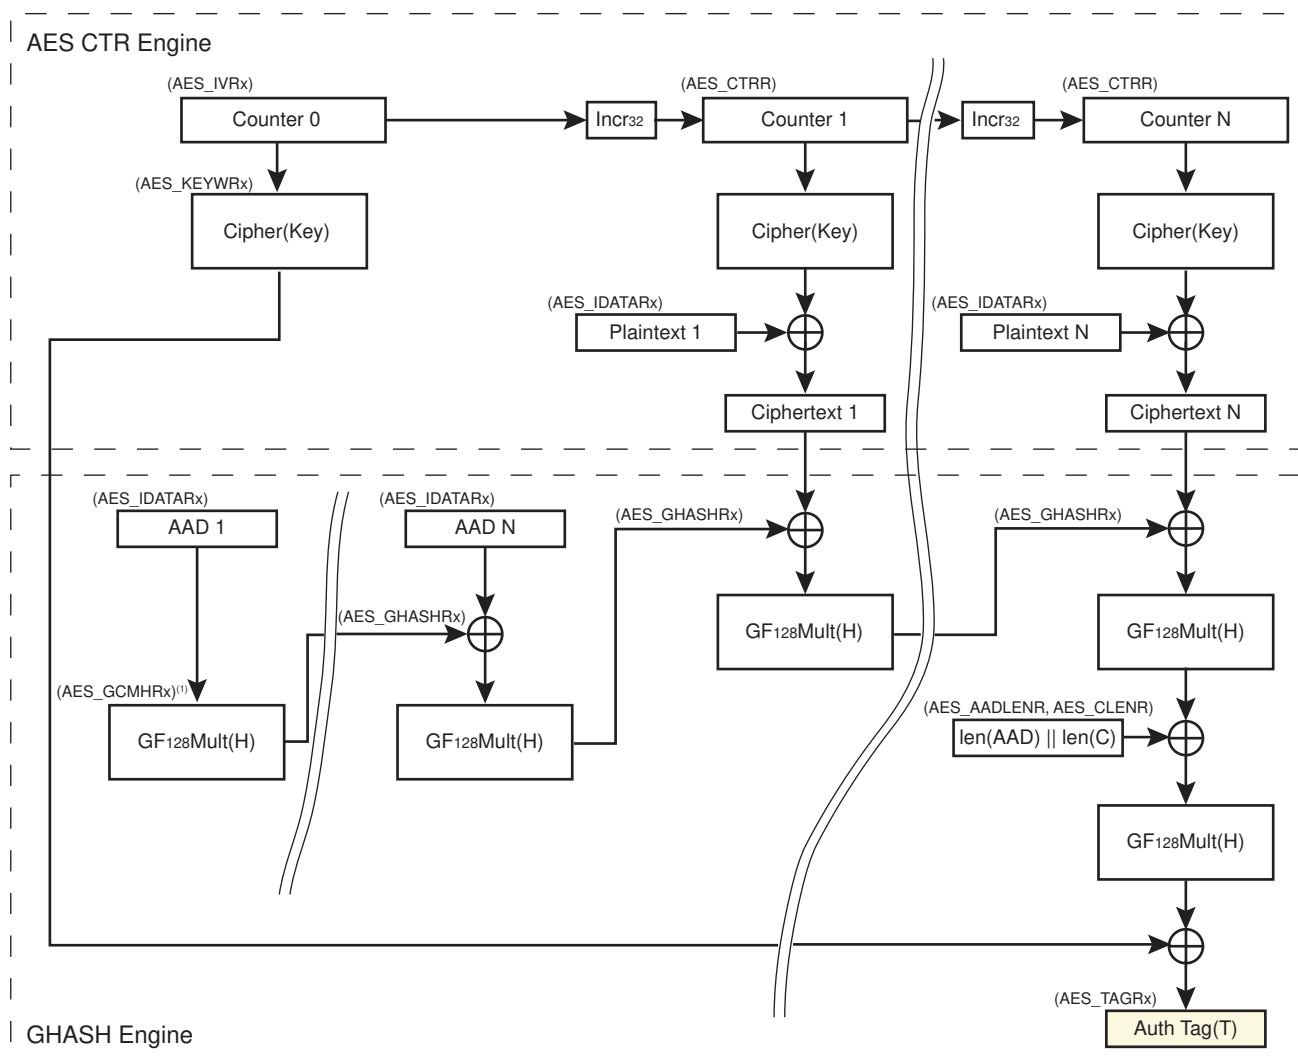 AES CTR Engine
(AES_IVRx)
(AES_CTRR)
(AES_CTRR)
Counter 0
Incr32
Counter 1
Incr32
Counter N
(AES_KEYWRx)
Cipher(Key)
Cipher(Key)
Cipher(Key)
(AES_IDATARx)
(AES_IDATARx)
Plaintext 1
Plaintext N
Ciphertext 1
Ciphertext N
(AES_IDATARx)
(AES_IDATARx)
AAD 1
AAD N
(AES_GHASHRx)
(AES_GHASHRx)
(AES_GHASHRx)
GF128Mult(H)
GF128Mult(H)
(AES_GCMHRx)(1)
GF128Mult(H)
GF128Mult(H)
(AES_AADLENR, AES_CLENR)
len(AAD) || len(C)
GF128Mult(H)
(AES_TAGRx)
Auth Tag(T)
GHASH Engine